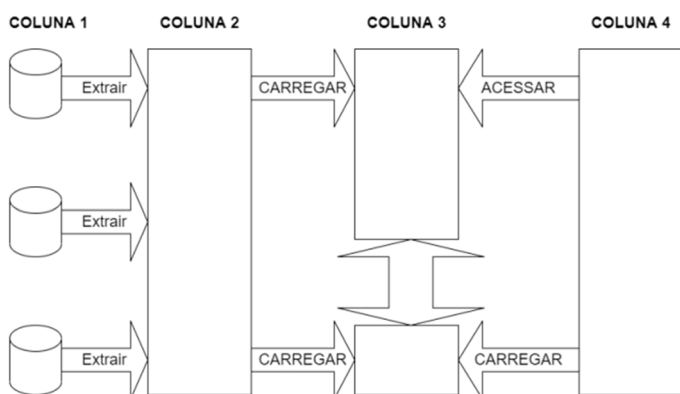 COLUNA 1 COLUNA 2 COLUNA 3 COLUNA 4
Extrair CARREGAR ACESSAR
Extrair
Extrair CARREGAR CARREGAR